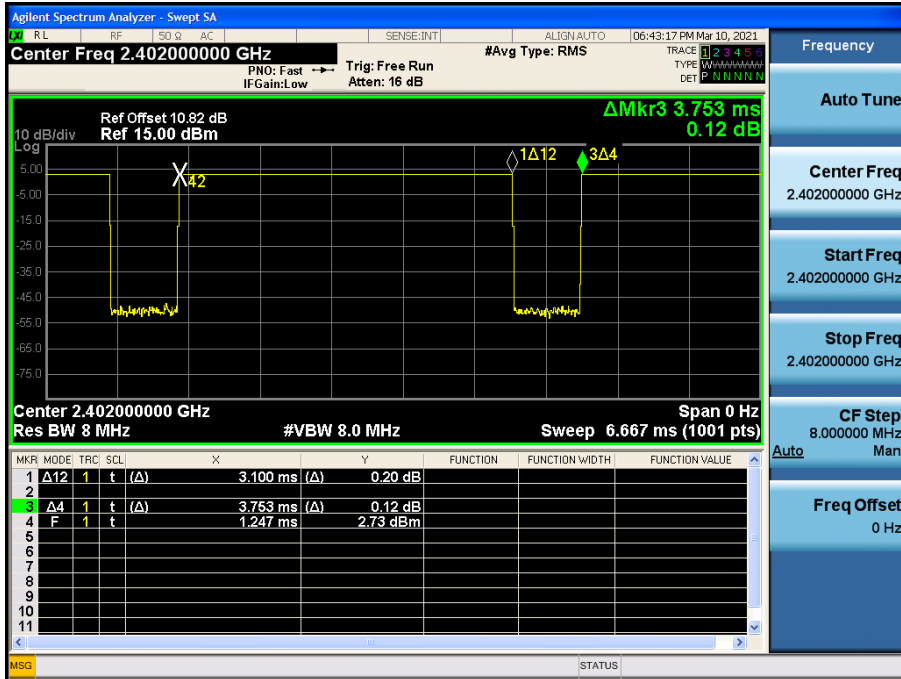 Agilent Spectrum Analyzer - Swept SA
LXI RL RF 50 Ω AC SENSE:INT ALIGN AUTO 06:43:17 PM Mar 10, 2021
Center Freq 2.402000000 GHz #Avg Type: RMS TRACE 1 2 3 4 5 6
PNO: Fast Trig: Free Run TYPE WWWWWW
IFGain:Low Atten: 16 dB DET P N N N N N
Frequency
Auto Tune
Center Freq
2.402000000 GHz
Start Freq
2.402000000 GHz
Stop Freq
2.402000000 GHz
CF Step
8.000000 MHz
Auto Man
Freq Offset
0 Hz
ΔMkr3 3.753 ms
0.12 dB
Ref Offset 10.82 dB
10 dB/div Ref 15.00 dBm
Log
1Δ12 3Δ4
42
5.00
-5.00
-15.0
-25.0
-35.0
-45.0
-55.0
-65.0
-75.0
Center 2.402000000 GHz Span 0 Hz
Res BW 8 MHz #VBW 8.0 MHz Sweep 6.667 ms (1001 pts)
MKR MODE TRC SCL X Y FUNCTION FUNCTION WIDTH FUNCTION VALUE
1 Δ12 1 t (Δ) 3.100 ms (Δ) 0.20 dB
2
3 Δ4 1 t (Δ) 3.753 ms (Δ) 0.12 dB
4 F 1 t 1.247 ms 2.73 dBm
5
6
7
8
9
10
11
MSG STATUS